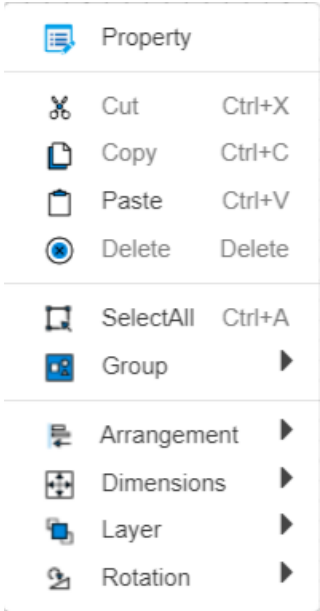 Property
Cut Ctrl+X
Copy Ctrl+C
Paste Ctrl+V
Delete Delete
SelectAll Ctrl+A
Group
Arrangement
Dimensions
Layer
Rotation